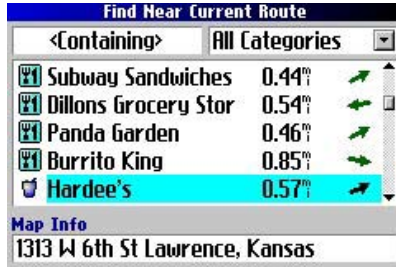 Find Near Current Route
<Containing> All Categories
Subway Sandwiches 0.44mi
Dillons Grocery Stor 0.54mi
Panda Garden 0.46mi
Burrito King 0.85mi
Hardee's 0.57mi
Map Info
1313 W 6th St Lawrence, Kansas